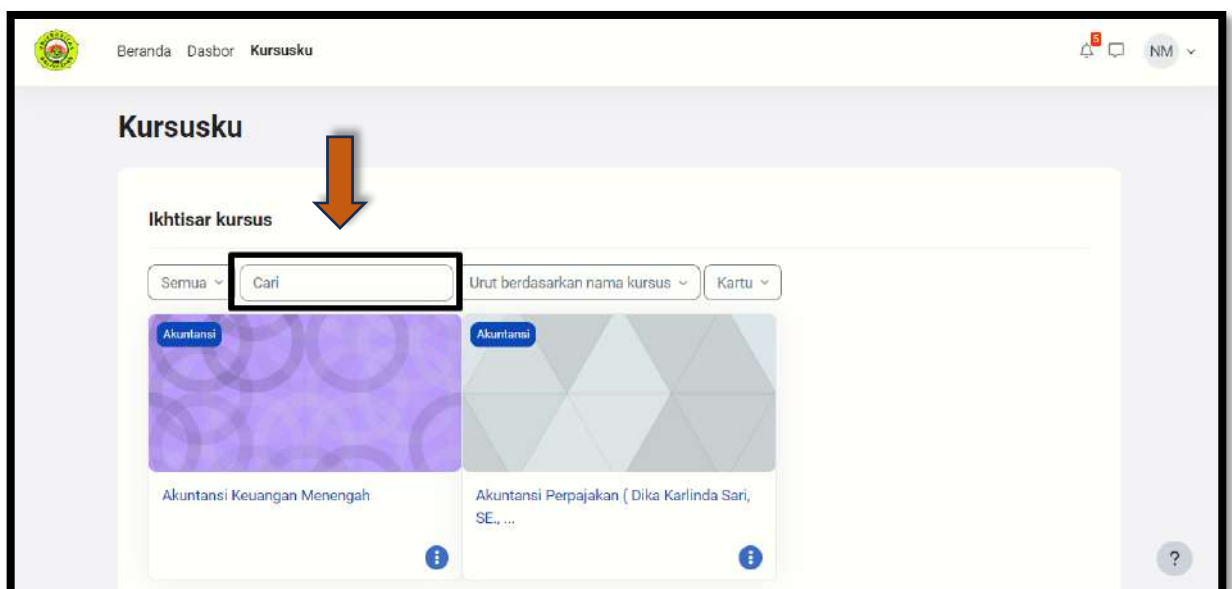 Beranda Dasbor Kursusku
5
NM
Kursusku
Ikhtisar kursus
Semua
Cari
Urut berdasarkan nama kursus
Kartu
Akuntansi
Akuntansi
Akuntansi Keuangan Menengah
Akuntansi Perpajakan ( Dika Karlinda Sari,
SE., ...
?